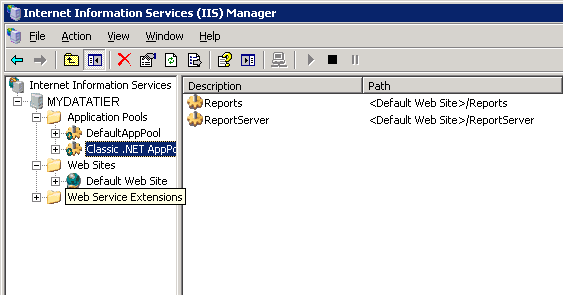 Internet Information Services (IIS) Manager
File Action View Window Help
Internet Information Services
MYDATATIER
Application Pools
DefaultAppPool
Classic .NET AppPo
Web Sites
Default Web Site
Web Service Extensions
Description Path
Reports <Default Web Site>/Reports
ReportServer <Default Web Site>/ReportServer